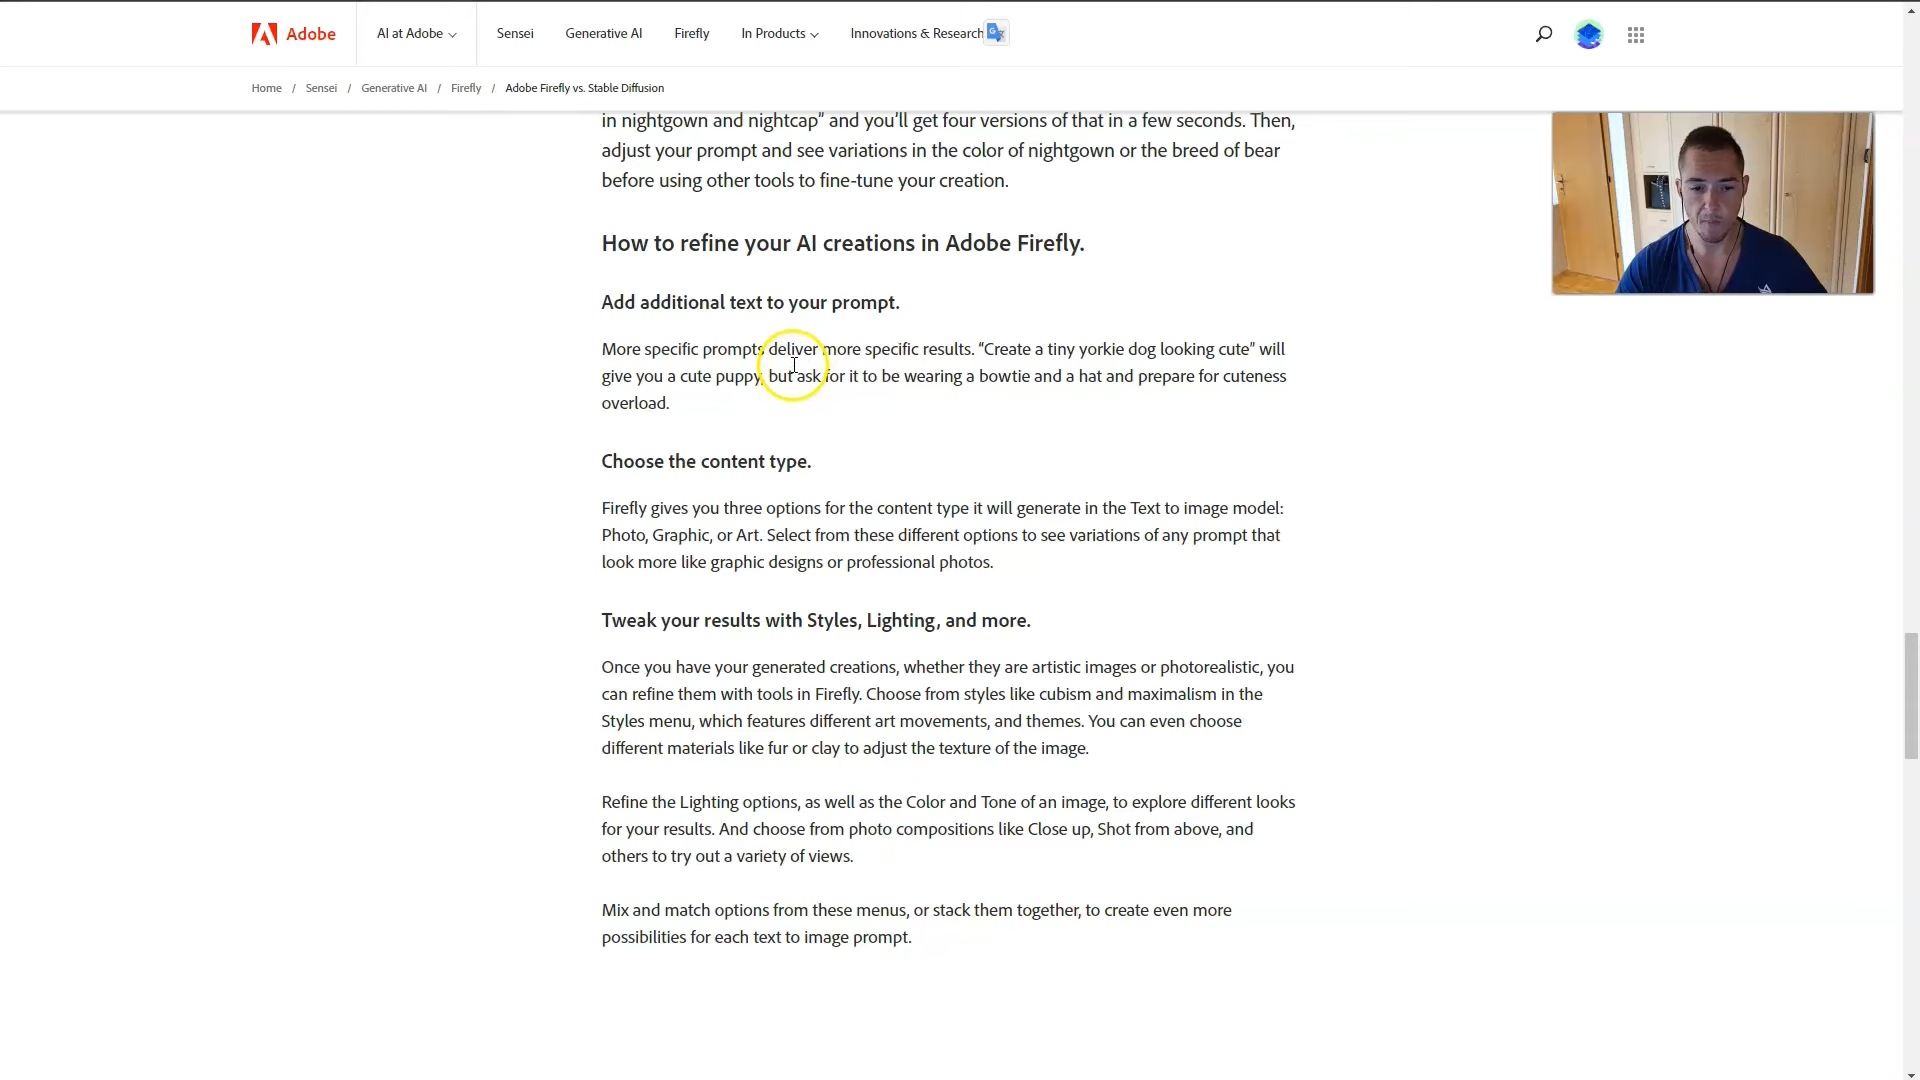 Adobe
AI at Adobe
Sensei
Generative AI
Firefly
In Products
Innovations & Research
Home / Sensei / Generative AI / Firefly / Adobe Firefly vs. Stable Diffusion
in nightgown and nightcap” and you’ll get four versions of that in a few seconds. Then,
adjust your prompt and see variations in the color of nightgown or the breed of bear
before using other tools to fine-tune your creation.
How to refine your AI creations in Adobe Firefly.
Add additional text to your prompt.
More specific prompts deliver more specific results. “Create a tiny yorkie dog looking cute” will
give you a cute puppy, but ask for it to be wearing a bowtie and a hat and prepare for cuteness
overload.
Choose the content type.
Firefly gives you three options for the content type it will generate in the Text to image model:
Photo, Graphic, or Art. Select from these different options to see variations of any prompt that
look more like graphic designs or professional photos.
Tweak your results with Styles, Lighting, and more.
Once you have your generated creations, whether they are artistic images or photorealistic, you
can refine them with tools in Firefly. Choose from styles like cubism and maximalism in the
Styles menu, which features different art movements, and themes. You can even choose
different materials like fur or clay to adjust the texture of the image.
Refine the Lighting options, as well as the Color and Tone of an image, to explore different looks
for your results. And choose from photo compositions like Close up, Shot from above, and
others to try out a variety of views.
Mix and match options from these menus, or stack them together, to create even more
possibilities for each text to image prompt.